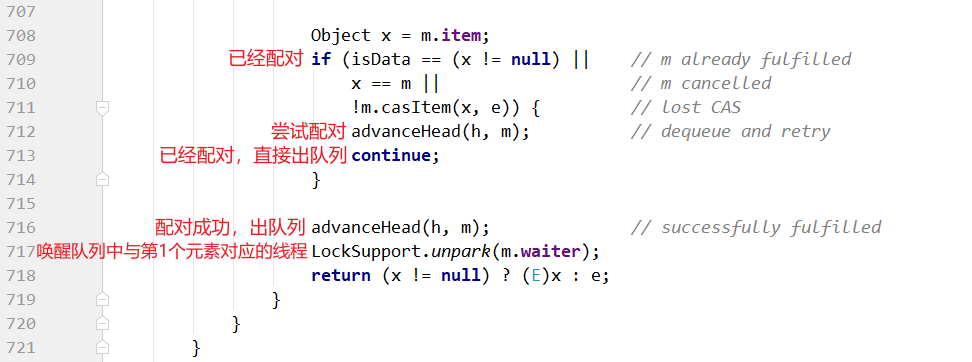 707
708 Object x = m.item;
709 已经配对 if (isData == (x != null) || // m already fulfilled
710 x == m || // m cancelled
711 !m.casItem(x, e)) { // lost CAS
712 尝试配对 advanceHead(h, m); // dequeue and retry
713 已经配对，直接出队列 continue;
714 }
715
716 配对成功，出队列 advanceHead(h, m); // successfully fulfilled
717 唤醒队列中与第1个元素对应的线程 LockSupport.unpark(m.waiter);
718 return (x != null) ? (E)x : e;
719 }
720 }
721 }